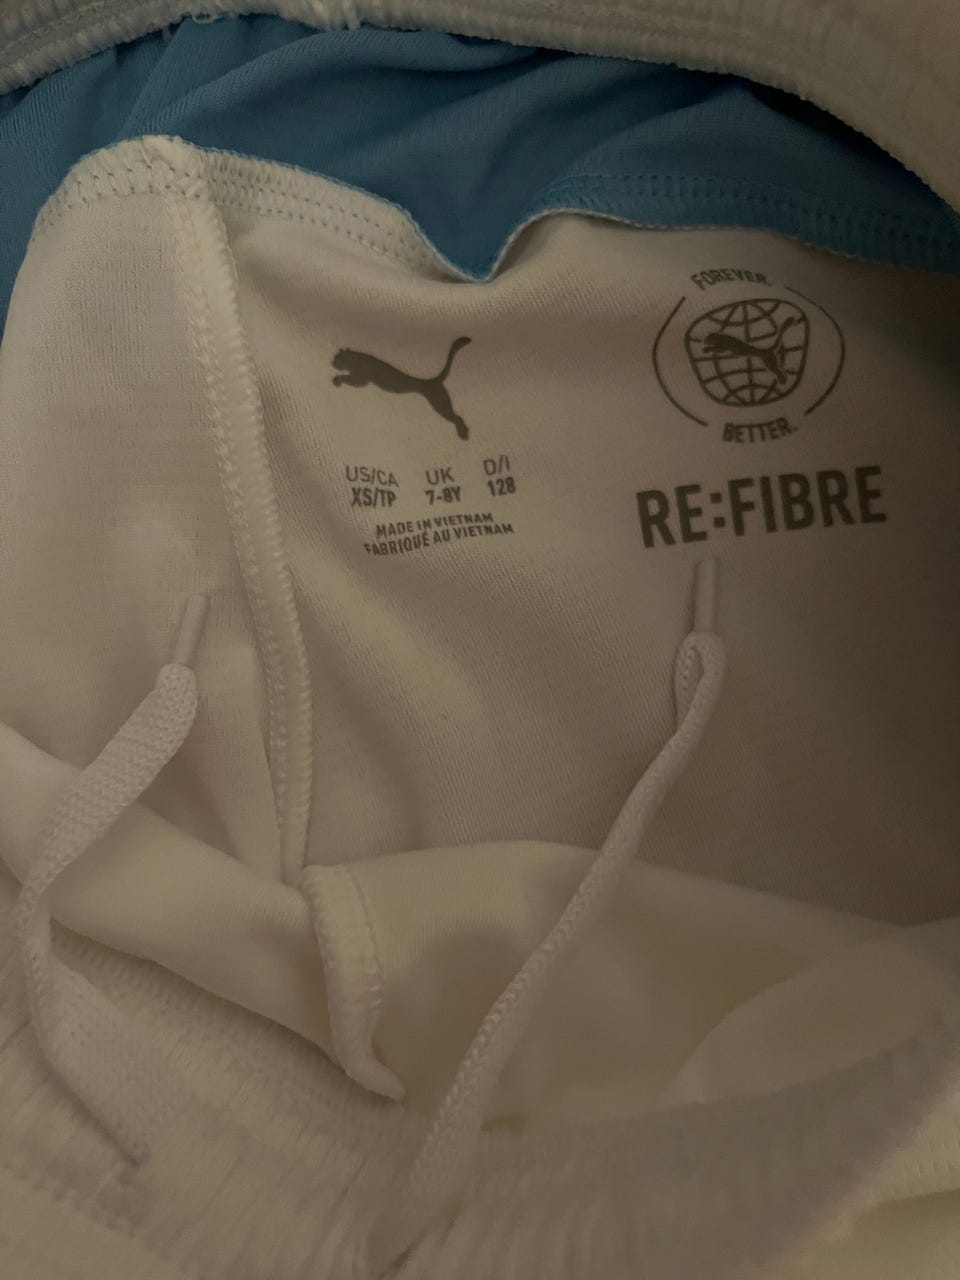 FOREVER.
BETTER.
RE:FIBRE
US/CA UK D/I
XS/TP 7-8Y 128
MADE IN VIETNAM
FABRIQUÉ AU VIETNAM